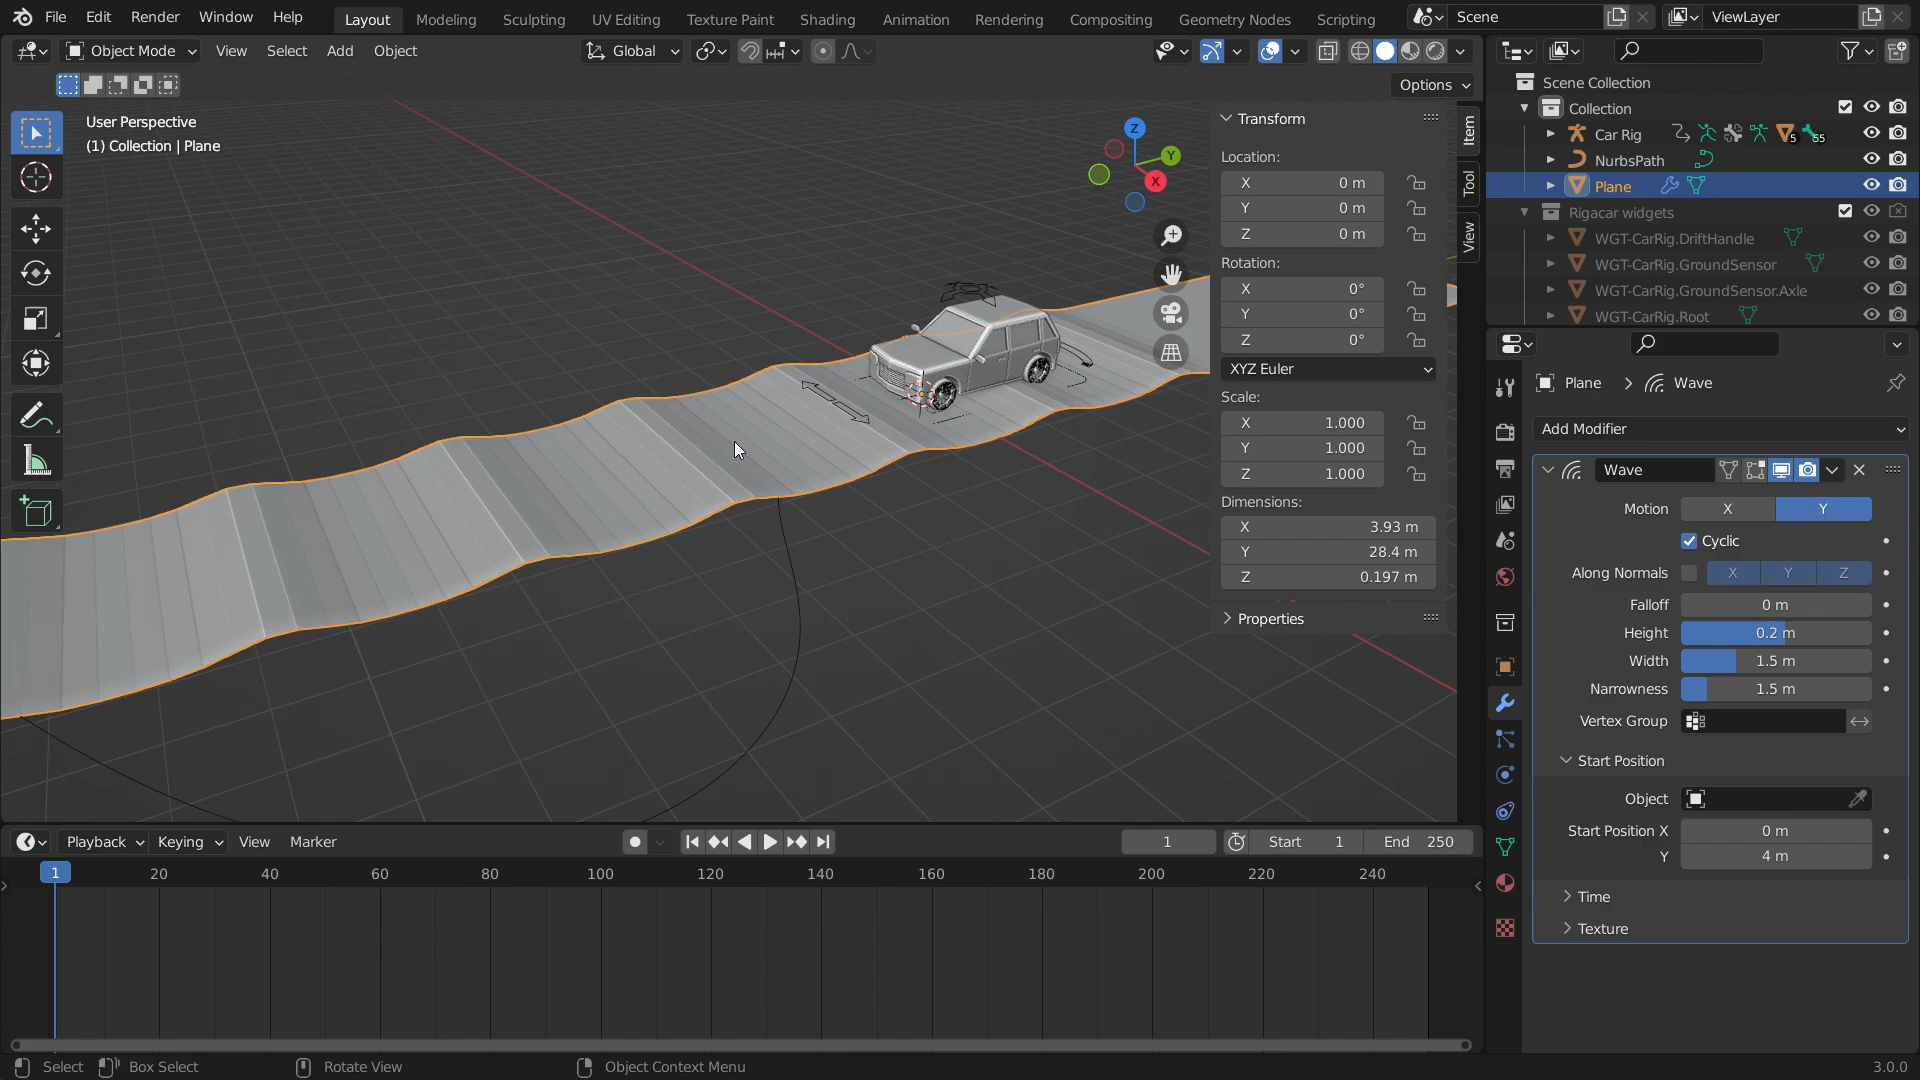 File Edit Render Window Help Layout Modeling Sculpting UV Editing Texture Paint Shading Animation Rendering Compositing Geometry Nodes Scripting Scene ViewLayer
Object Mode View Select Add Object Global
Options
User Perspective
(1) Collection | Plane
Z
Y
X
Transform
Location:
X 0 m
Y 0 m
Z 0 m
Rotation:
X 0°
Y 0°
Z 0°
XYZ Euler
Scale:
X 1.000
Y 1.000
Z 1.000
Dimensions:
X 3.93 m
Y 28.4 m
Z 0.197 m
Properties
Item
Tool
View
Scene Collection
Collection
Car Rig 5 55
NurbsPath
Plane
Rigacar widgets
WGT-CarRig.DriftHandle
WGT-CarRig.GroundSensor
WGT-CarRig.GroundSensor.Axle
WGT-CarRig.Root
Plane Wave
Add Modifier
Wave
Motion X Y
Cyclic
Along Normals X Y Z
Falloff 0 m
Height 0.2 m
Width 1.5 m
Narrowness 1.5 m
Vertex Group
Start Position
Object
Start Position X 0 m
Y 4 m
Time
Texture
Playback Keying View Marker 1 Start 1 End 250
1 20 40 60 80 100 120 140 160 180 200 220 240
Select Box Select Rotate View Object Context Menu 3.0.0